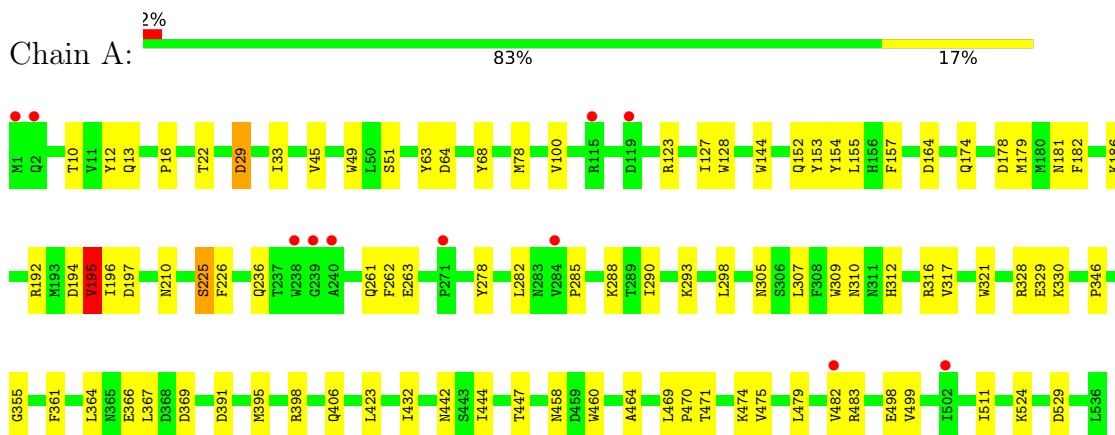 2%
Chain A:
83% 17%
M1 Q2 T10 V11 Y12 Q13 P16 T22 D29 I33 V45 W49 L50 S51 Y63 D64 Y68 M78 V100 R115 D119 R123 I127 W128 W144 Q152 Y153 Y154 L155 H156 F157 D164 Q174 D178 M179 M180 N181 F182 K186
R192 M193 D194 V195 I196 D197 N210 S225 F226 Q236 T237 W238 G239 A240 Q261 F262 E263 P271 Y278 L282 N283 V284 P285 K288 T289 I290 K293 L298 N305 S306 L307 F308 W309 N310 N311 H312 R316 V317 W321 R328 E329 K330 P346
G355 F361 L364 N365 E366 L367 D368 D369 D391 M395 R398 Q406 L423 I432 N442 S443 I444 T447 N458 D459 W460 A464 L469 P470 T471 K474 V475 L479 V482 R483 E498 V499 I502 I511 K524 D529 L536